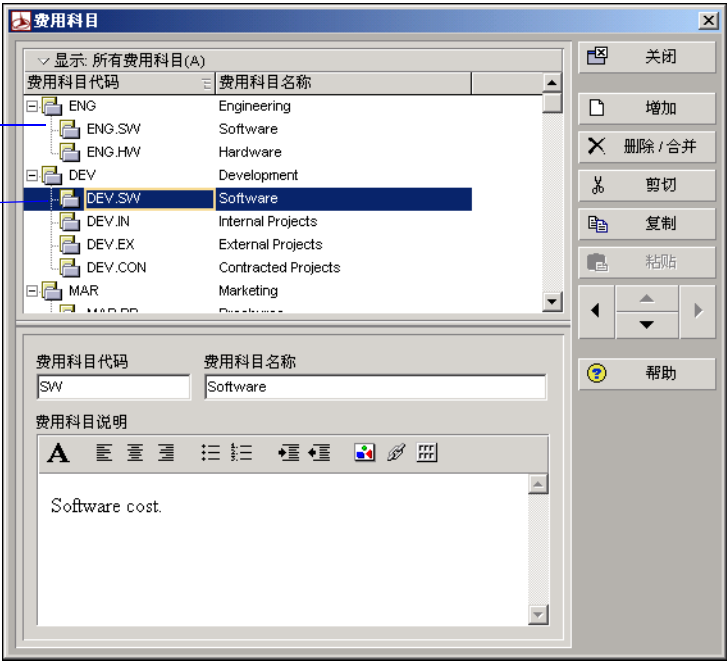 费用科目
显示: 所有费用科目(A)
费用科目代码 费用科目名称
ENG Engineering
ENG.SW Software
ENG.HW Hardware
DEV Development
DEV.SW Software
DEV.IN Internal Projects
DEV.EX External Projects
DEV.CON Contracted Projects
MAR Marketing
关闭
增加
删除 / 合并
剪切
复制
粘贴
帮助
费用科目代码 费用科目名称
SW Software
费用科目说明
A
Software cost.